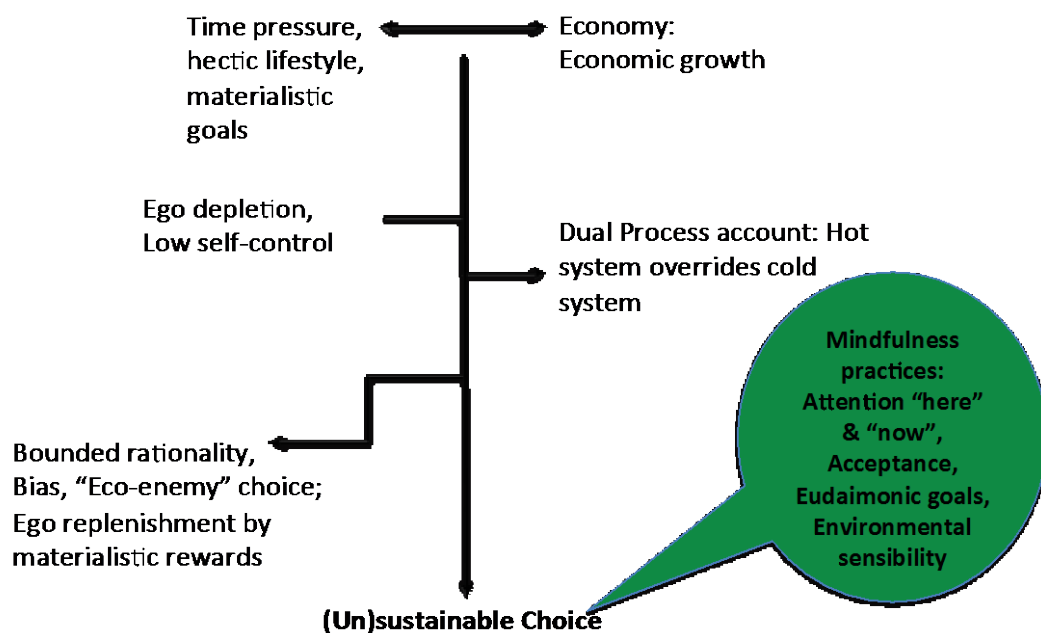 Time pressure,
hectic lifestyle,
materialistic
goals
Economy:
Economic growth
Ego depletion,
Low self-control
Dual Process account: Hot
system overrides cold
system
Mindfulness
practices:
Attention “here”
& “now”,
Acceptance,
Eudaimonic goals,
Environmental
sensibility
Bounded rationality,
Bias, “Eco-enemy” choice;
Ego replenishment by
materialistic rewards
(Un)sustainable Choice